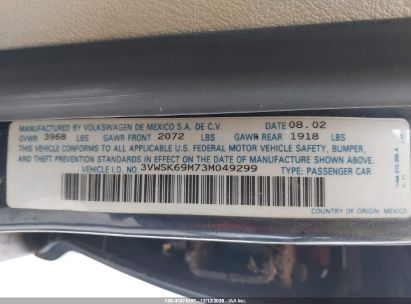 MANUFACTURED BY VOLKSWAGEN DE MEXICO S.A. DE C.V. DATE 08.02
GVWR 3968 LBS GAWR FRONT 2072 LBS GAWR REAR 1918 LBS
THIS VEHICLE CONFORMS TO ALL APPLICABLE U.S. FEDERAL MOTOR VEHICLE SAFETY, BUMPER,
AND THEFT PREVENTION STANDARDS IN EFFECT ON THE DATE OF MANUFACTURE SHOWN ABOVE.
VEHICLE I.D. NO. 3VWSK69M73M049299 TYPE: PASSENGER CAR
COUNTRY OF ORIGIN: MEXICO